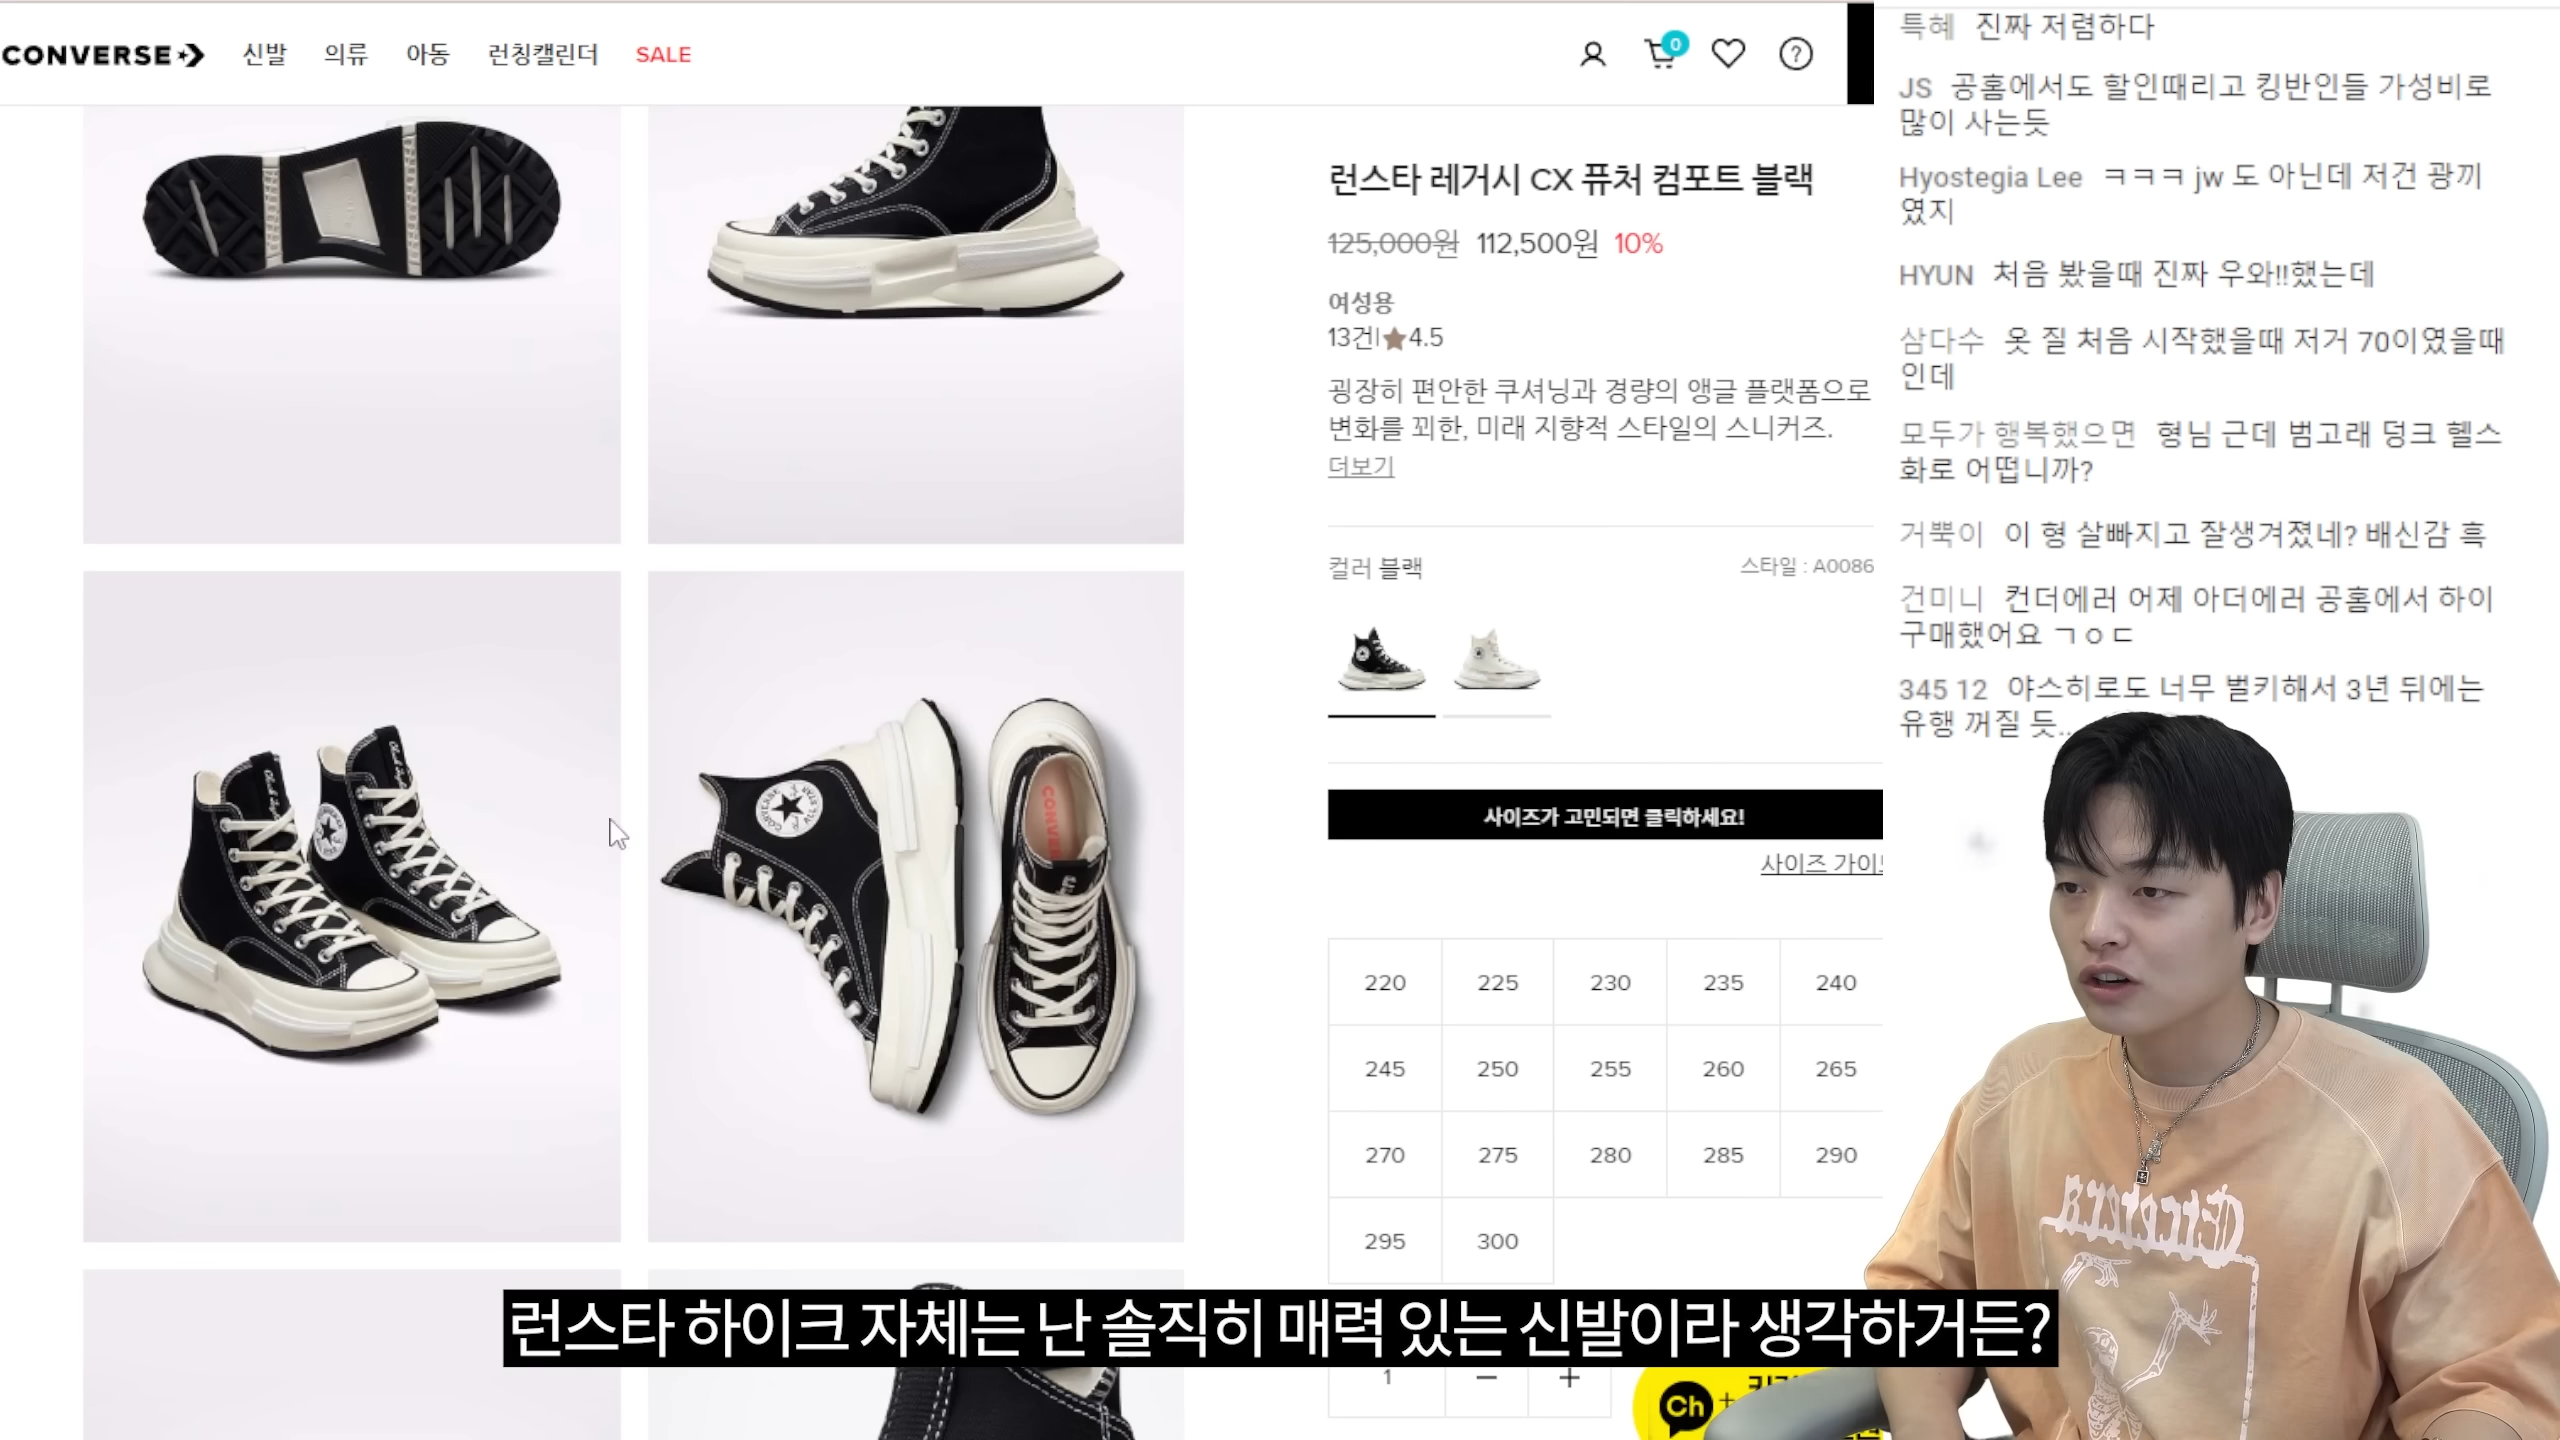 CONVERSE 신발 의류 아동 런칭캘린더 SALE
0
?
런스타 레거시 CX 퓨처 컴포트 블랙
125,000원 112,500원 10%
여성용
13건|★4.5
굉장히 편안한 쿠셔닝과 경량의 앵글 플랫폼으로
변화를 꾀한, 미래 지향적 스타일의 스니커즈.
더보기
컬러 블랙
스타일 : A0086
사이즈가 고민되면 클릭하세요!
사이즈 가이드
220 225 230 235 240
245 250 255 260 265
270 275 280 285 290
295 300
1 − +
Ch +
특혜 진짜 저렴하다
JS 공홈에서도 할인때리고 킹반인들 가성비로
많이 사는듯
Hyostegia Lee ㅋㅋㅋ jw 도 아닌데 저건 광끼
였지
HYUN 처음 봤을때 진짜 우와!!했는데
삼다수 옷 질 처음 시작했을때 저거 70이였을때
인데
모두가 행복했으면 형님 근데 범고래 덩크 헬스
화로 어떱니까?
거뿍이 이 형 살빠지고 잘생겨졌네? 배신감 흑
건미니 컨더에러 어제 아더에러 공홈에서 하이
구매했어요 ㄱㅇㄷ
345 12 야스히로도 너무 벌키해서 3년 뒤에는
유행 꺼질 듯..
런스타 하이크 자체는 난 솔직히 매력 있는 신발이라 생각하거든?